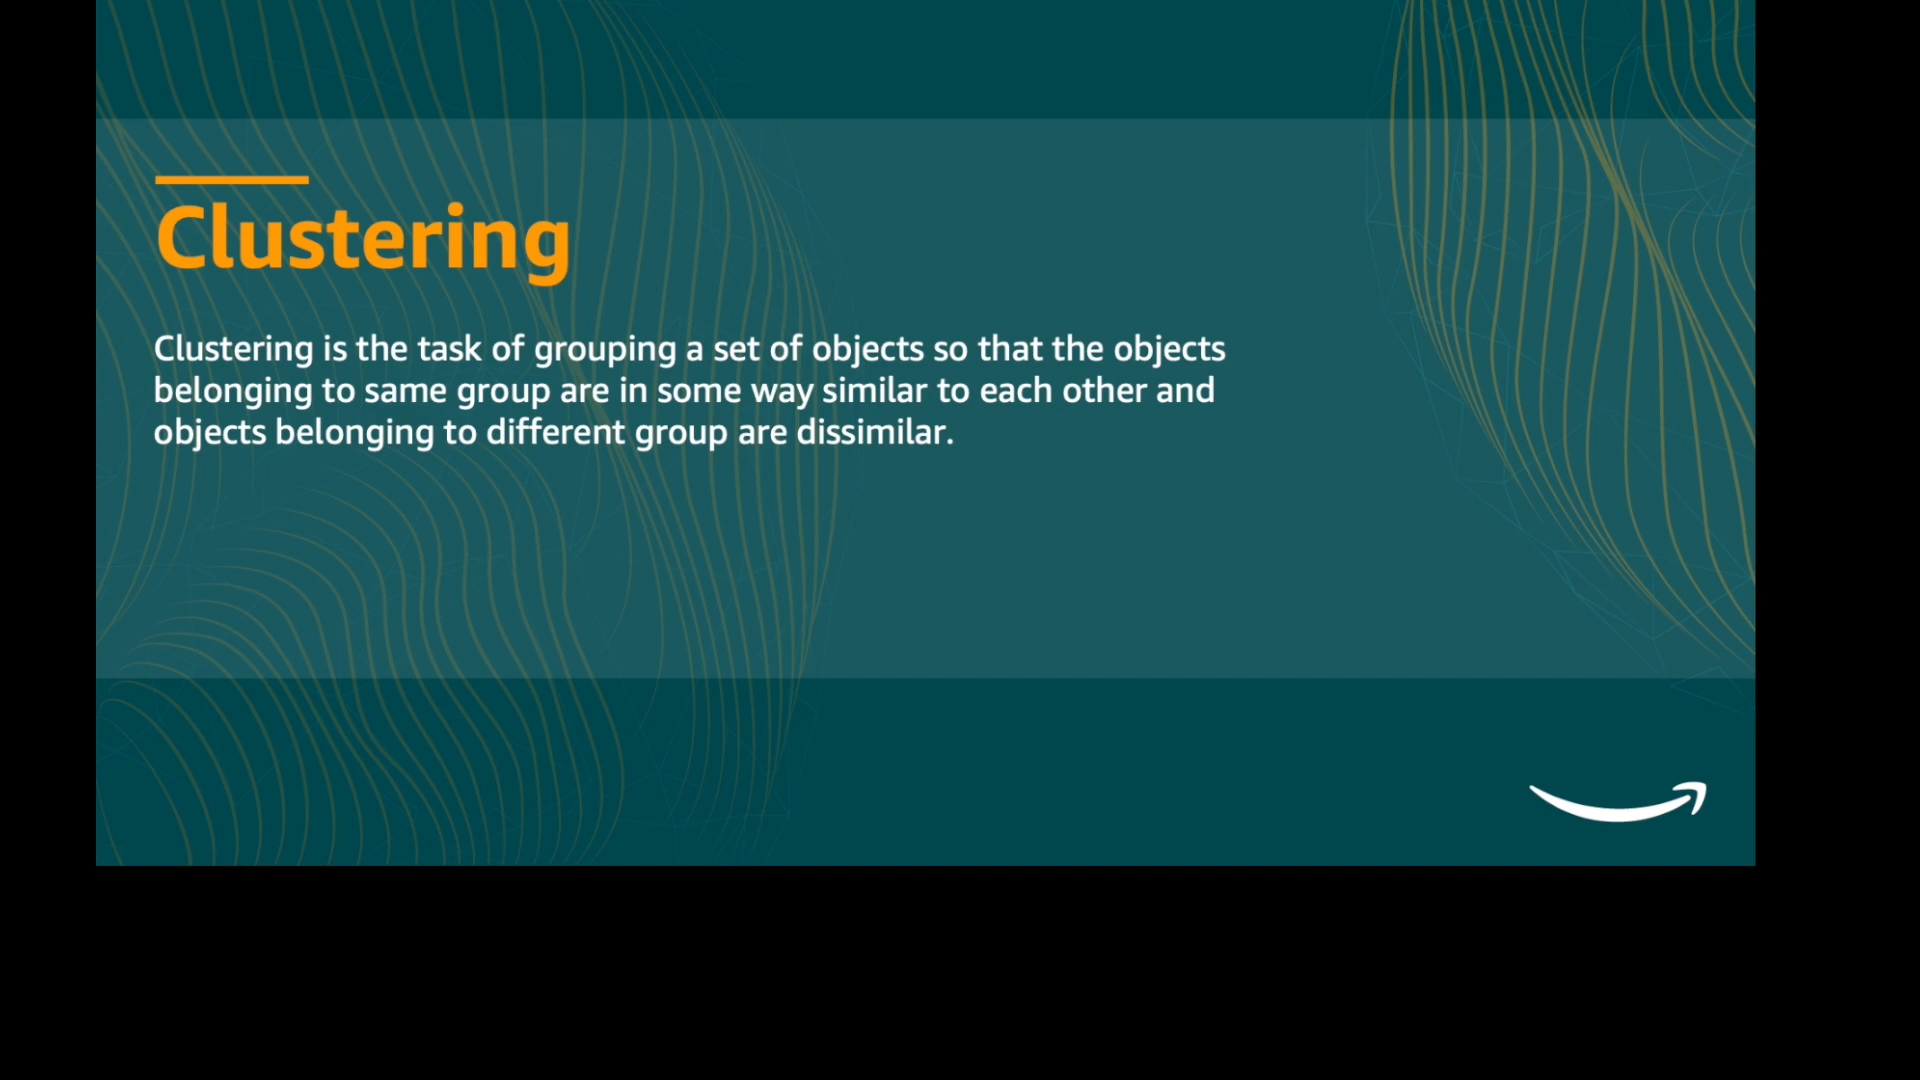 Clustering
Clustering is the task of grouping a set of objects so that the objects
belonging to same group are in some way similar to each other and
objects belonging to different group are dissimilar.